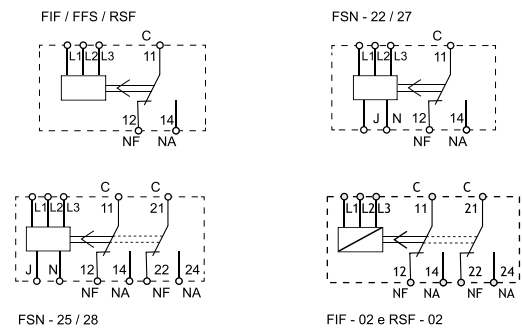 FIF / FFS / RSF
C
L1 L2 L3 11
12 14
NF NA
FSN - 22 / 27
C
L1 L2 L3 11
J N 12 14
NF NA
C C
L1 L2 L3 11 21
J N 12 14 22 24
NF NA NF NA
FSN - 25 / 28
C C
L1 L2 L3 11 21
12 14 22 24
NF NA NF NA
FIF - 02 e RSF - 02